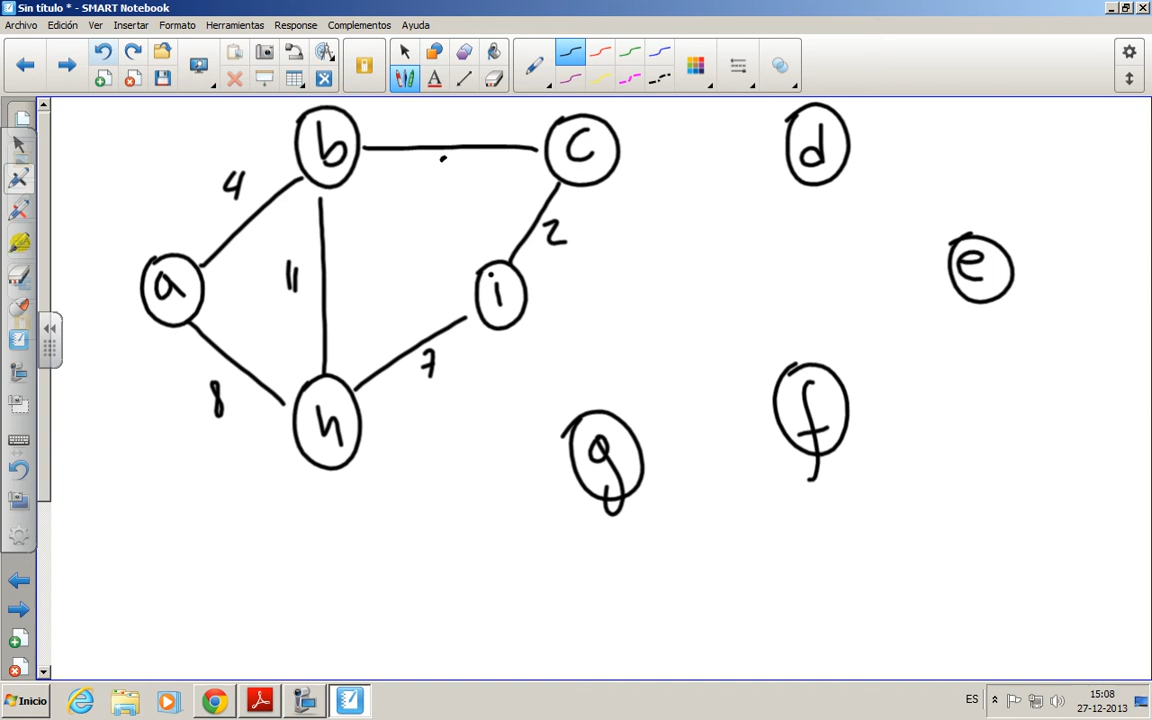 Sin título * - SMART Notebook
Archivo Edición Ver Insertar Formato Herramientas Response Complementos Ayuda
b c d
4
2
e
a 11 i
7
8
h g f
Inicio
ES 15:08
27-12-2013